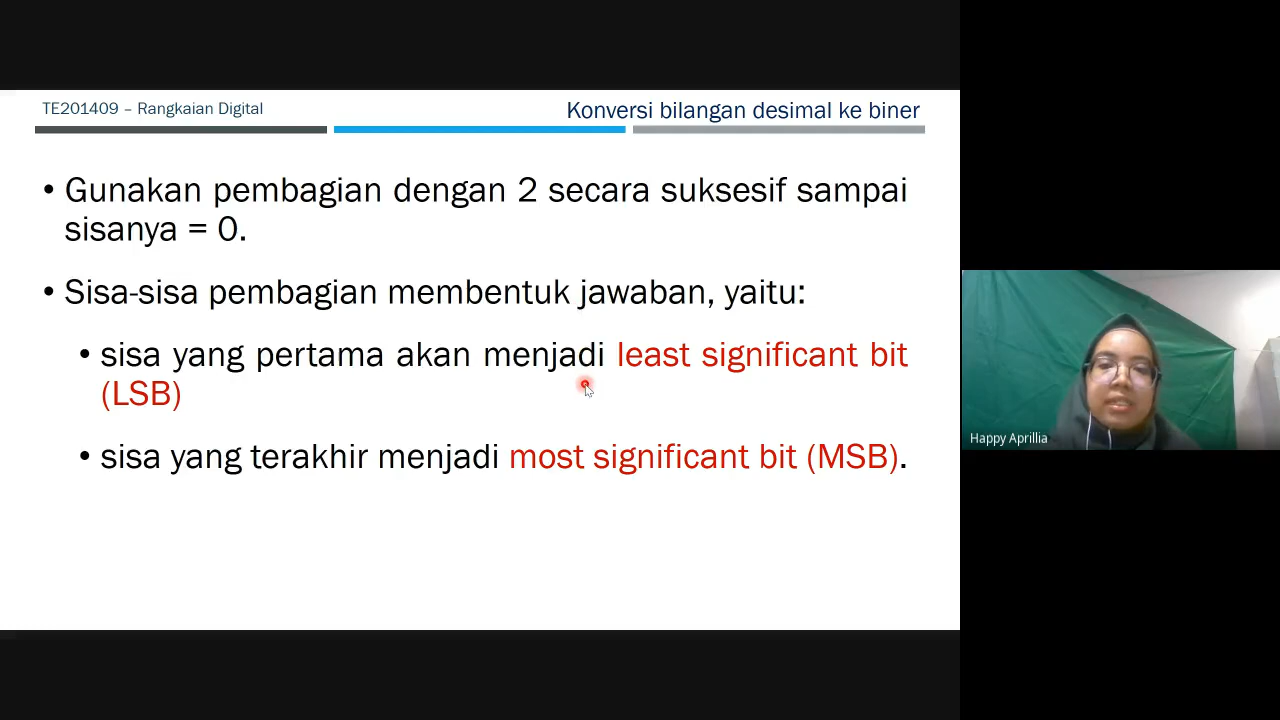 TE201409 – Rangkaian Digital
Konversi bilangan desimal ke biner
• Gunakan pembagian dengan 2 secara suksesif sampai
sisanya = 0.
• Sisa-sisa pembagian membentuk jawaban, yaitu:
• sisa yang pertama akan menjadi least significant bit
(LSB)
• sisa yang terakhir menjadi most significant bit (MSB).
Happy Aprillia